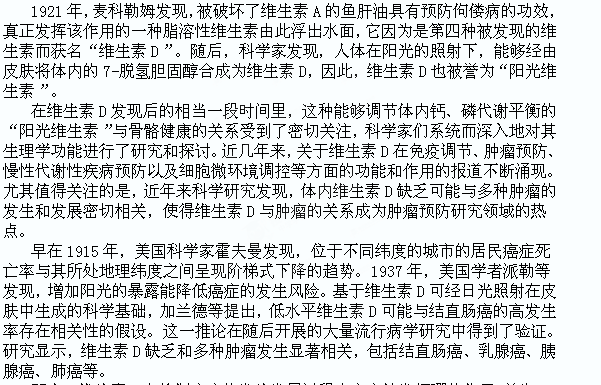 1921 年，麦科勒姆发现，被破坏了维生素 A 的鱼肝油具有预防佝偻病的功效，
真正发挥该作用的一种脂溶性维生素由此浮出水面，它因为是第四种被发现的维
生素而获名“维生素 D”。随后，科学家发现，人体在阳光的照射下，能够经由
皮肤将体内的 7-脱氢胆固醇合成为维生素 D，因此，维生素 D 也被誉为“阳光维
生素 ”。
在维生素 D 发现后的相当一段时间里，这种能够调节体内钙、磷代谢平衡的
“阳光维生素 ”与骨骼健康的关系受到了密切关注，科学家们系统而深入地对其
生理学功能进行了研究和探讨。近几年来，关于维生素 D 在免疫调节、肿瘤预防、
慢性代谢性疾病预防以及细胞微环境调控等方面的功能和作用的报道不断涌现。
尤其值得关注的是，近年来科学研究发现，体内维生素 D 缺乏可能与多种肿瘤的
发生和发展密切相关，使得维生素 D 与肿瘤的关系成为肿瘤预防研究领域的热
点。
早在 1915 年，美国科学家霍夫曼发现，位于不同纬度的城市的居民癌症死
亡率与其所处地理纬度之间呈现阶梯式下降的趋势。1937 年，美国学者派勒等
发现，增加阳光的暴露能降低癌症的发生风险。基于维生素 D 可经日光照射在皮
肤中生成的科学基础，加兰德等提出，低水平维生素 D 可能与结直肠癌的高发生
率存在相关性的假设。这一推论在随后开展的大量流行病学研究中得到了验证。
研究显示，维生素 D 缺乏和多种肿瘤发生显著相关，包括结直肠癌、乳腺癌、胰
腺癌、肺癌等。